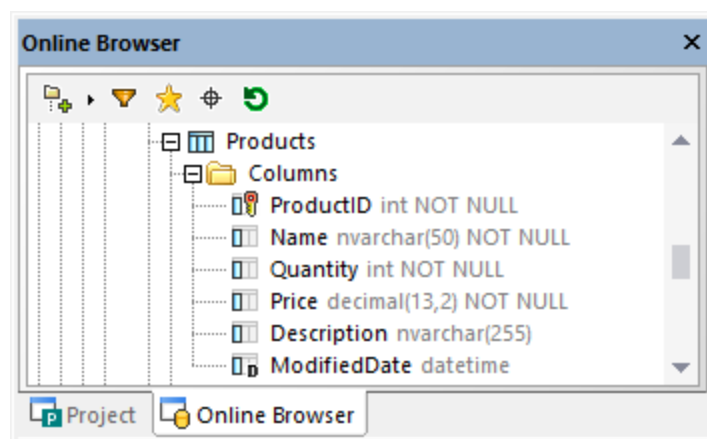 Online Browser
Products
Columns
ProductID int NOT NULL
Name nvarchar(50) NOT NULL
Quantity int NOT NULL
Price decimal(13,2) NOT NULL
Description nvarchar(255)
ModifiedDate datetime
Project Online Browser